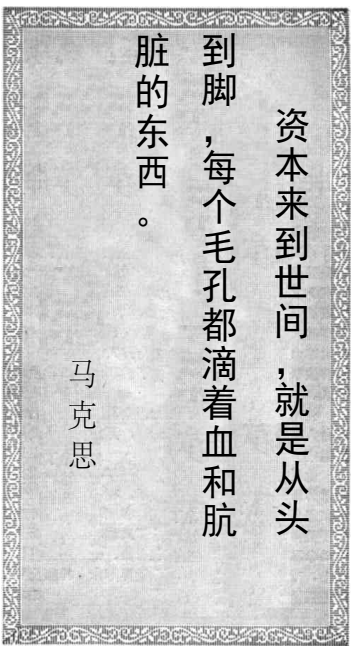 资本来到世间，就是从头
到脚，每个毛孔都滴着血和肮
脏的东西。
马克思